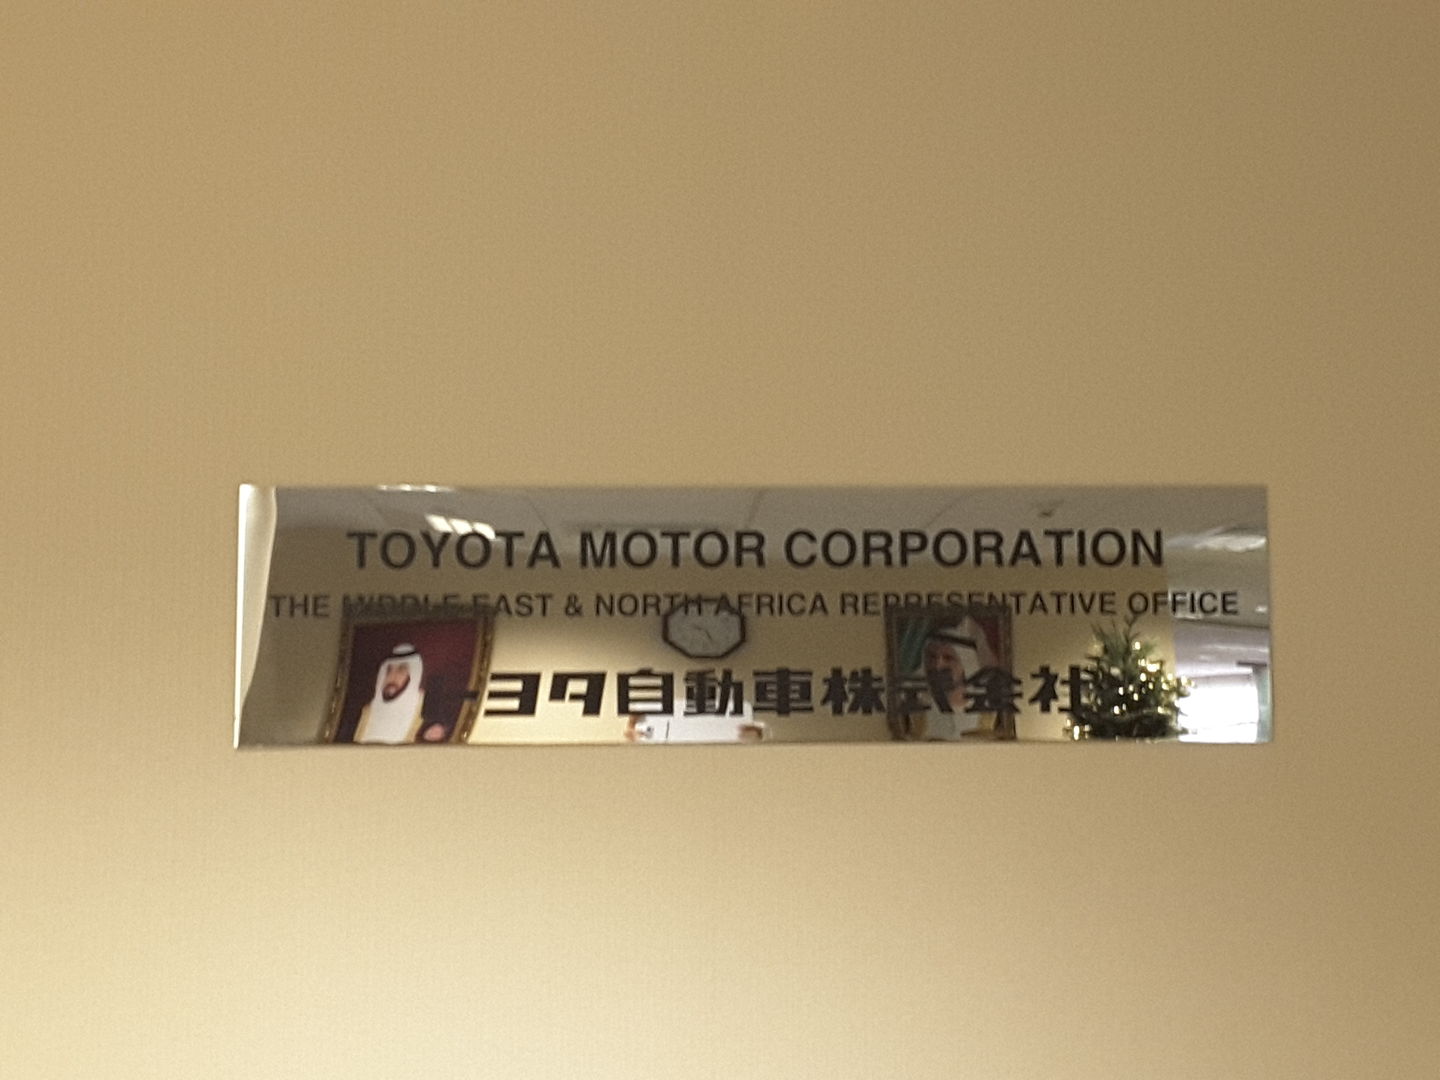 TOYOTA MOTOR CORPORATION
THE MIDDLE EAST & NORTH AFRICA REPRESENTATIVE OFFICE
トヨタ自動車株式会社